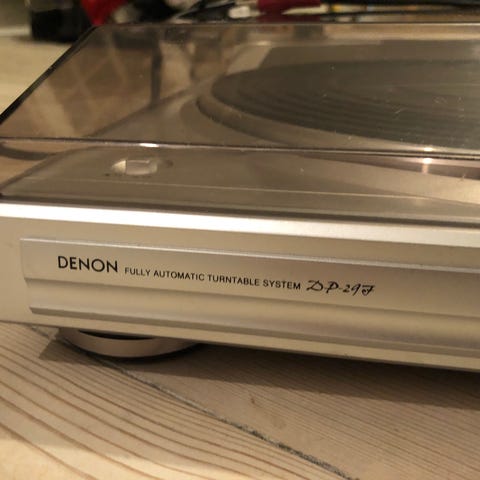 DENON FULLY AUTOMATIC TURNTABLE SYSTEM DP-29F